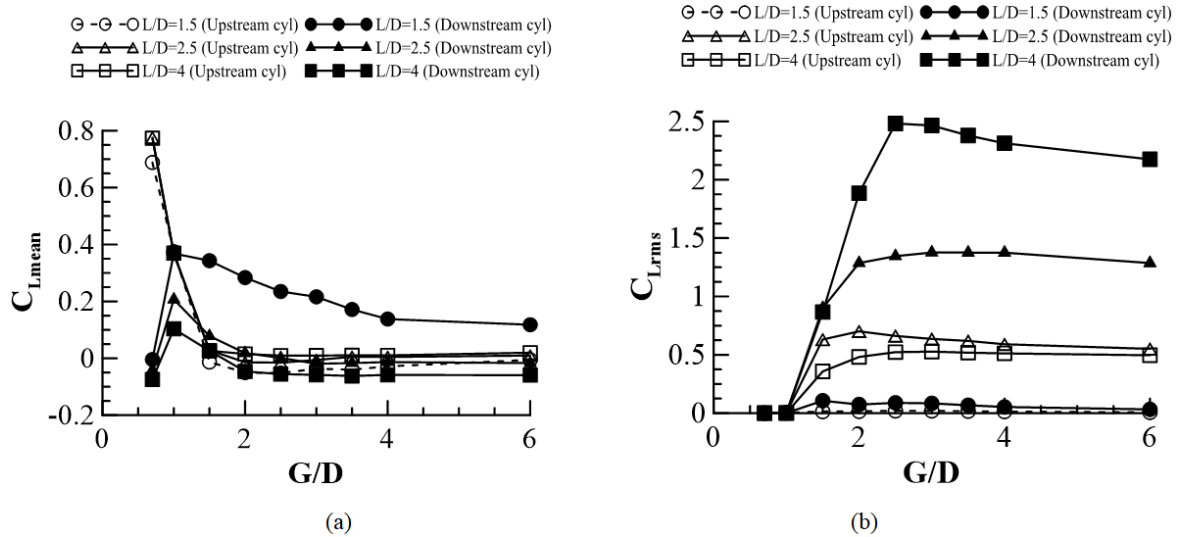 L/D=1.5 (Upstream cyl) L/D=1.5 (Downstream cyl)
L/D=2.5 (Upstream cyl) L/D=2.5 (Downstream cyl)
L/D=4 (Upstream cyl) L/D=4 (Downstream cyl)
0.8
0.6
0.4
0.2
0
-0.2
C_Lmean
0 2 4 6
G/D
(a)
L/D=1.5 (Upstream cyl) L/D=1.5 (Downstream cyl)
L/D=2.5 (Upstream cyl) L/D=2.5 (Downstream cyl)
L/D=4 (Upstream cyl) L/D=4 (Downstream cyl)
2.5
2
1.5
1
0.5
0
C_Lrms
0 2 4 6
G/D
(b)